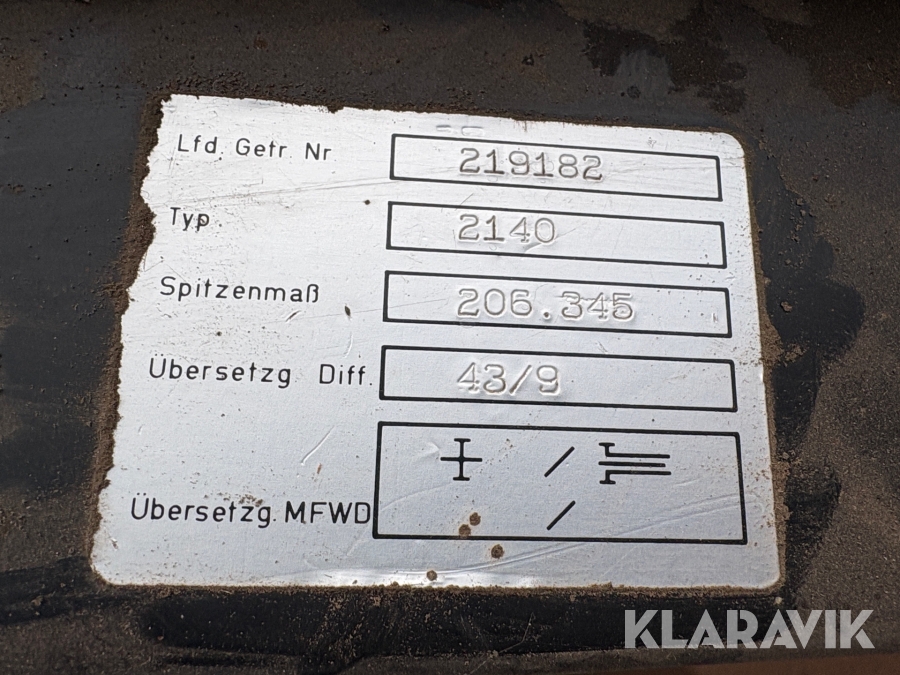 Lfd. Getr. Nr 219182
Typ. 2140
Spitzenmaß 206.345
Übersetzg. Diff. 43/9
/
Übersetzg. MFWD /
KLARAVIK